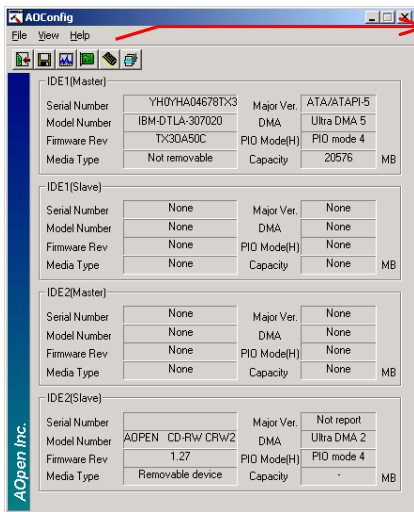 AOConfig
File View Help
IDE1(Master)
Serial Number YH0YHA04678TX3 Major Ver. ATA/ATAPI-5
Model Number IBM-DTLA-307020 DMA Ultra DMA 5
Firmware Rev TX3OA50C PIO Mode(H) PIO mode 4
Media Type Not removable Capacity 20576 MB
IDE1(Slave)
Serial Number None Major Ver. None
Model Number None DMA None
Firmware Rev None PIO Mode(H) None
Media Type None Capacity None MB
IDE2(Master)
Serial Number None Major Ver. None
Model Number None DMA None
Firmware Rev None PIO Mode(H) None
Media Type None Capacity None MB
IDE2(Slave)
Serial Number Major Ver. Not report
Model Number AOPEN CD-RW CRW2 DMA Ultra DMA 2
Firmware Rev 1.27 PIO Mode(H) PIO mode 4
Media Type Removable device Capacity - MB
AOpen Inc.